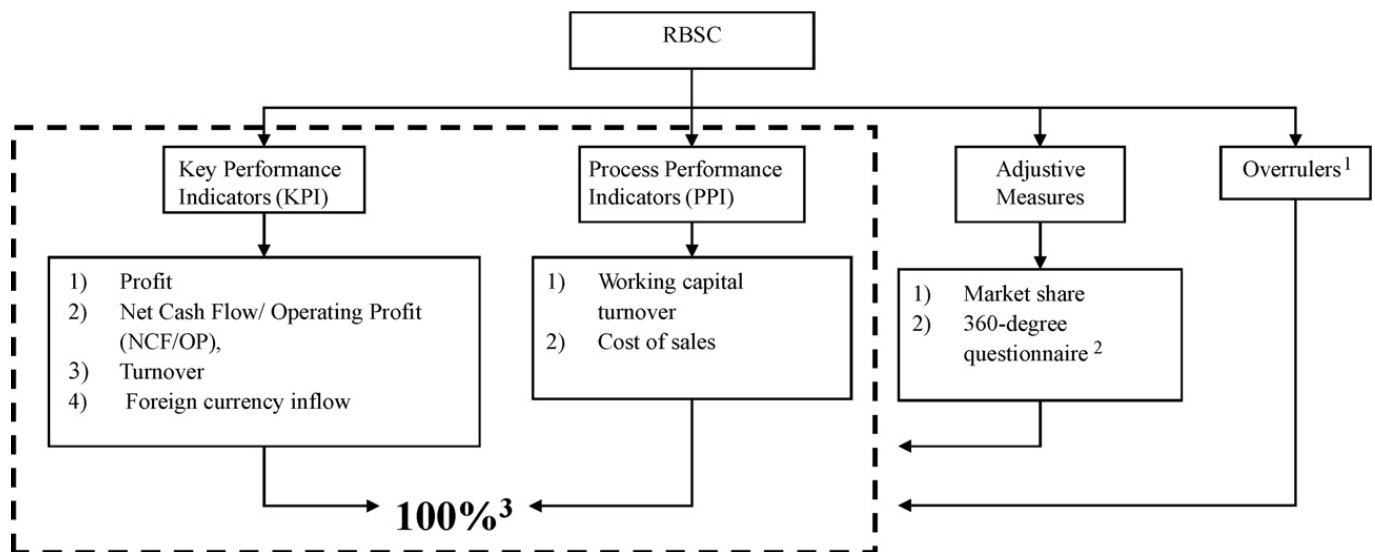 RBSC
Key Performance
Indicators (KPI)
Process Performance
Indicators (PPI)
Adjustive
Measures
Overrulers1
1) Profit
2) Net Cash Flow/ Operating Profit
(NCF/OP),
3) Turnover
4) Foreign currency inflow
1) Working capital
turnover
2) Cost of sales
1) Market share
2) 360-degree
questionnaire 2
100%3